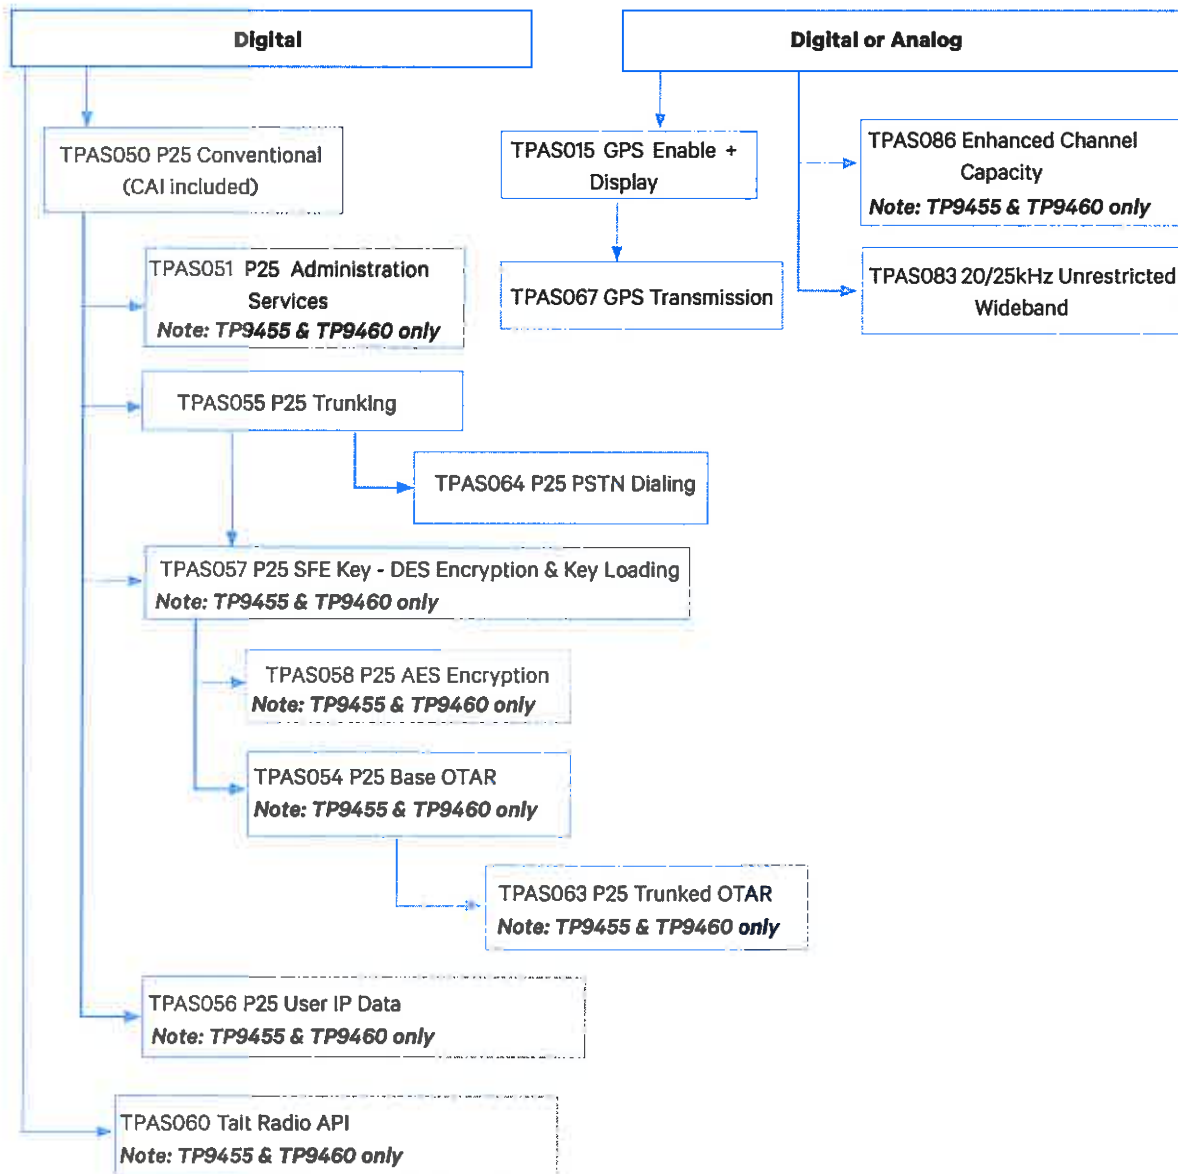 Digital
Digital or Analog
TPAS050 P25 Conventional
(CAI included)
TPAS015 GPS Enable +
Display
TPAS086 Enhanced Channel
Capacity
Note: TP9455 & TP9460 only
TPAS051 P25 Administration
Services
Note: TP9455 & TP9460 only
TPAS067 GPS Transmission
TPAS083 20/25kHz Unrestricted
Wideband
TPAS055 P25 Trunking
TPAS064 P25 PSTN Dialing
TPAS057 P25 SFE Key - DES Encryption & Key Loading
Note: TP9455 & TP9460 only
TPAS058 P25 AES Encryption
Note: TP9455 & TP9460 only
TPAS054 P25 Base OTAR
Note: TP9455 & TP9460 only
TPAS063 P25 Trunked OTAR
Note: TP9455 & TP9460 only
TPAS056 P25 User IP Data
Note: TP9455 & TP9460 only
TPAS060 Tait Radio API
Note: TP9455 & TP9460 only